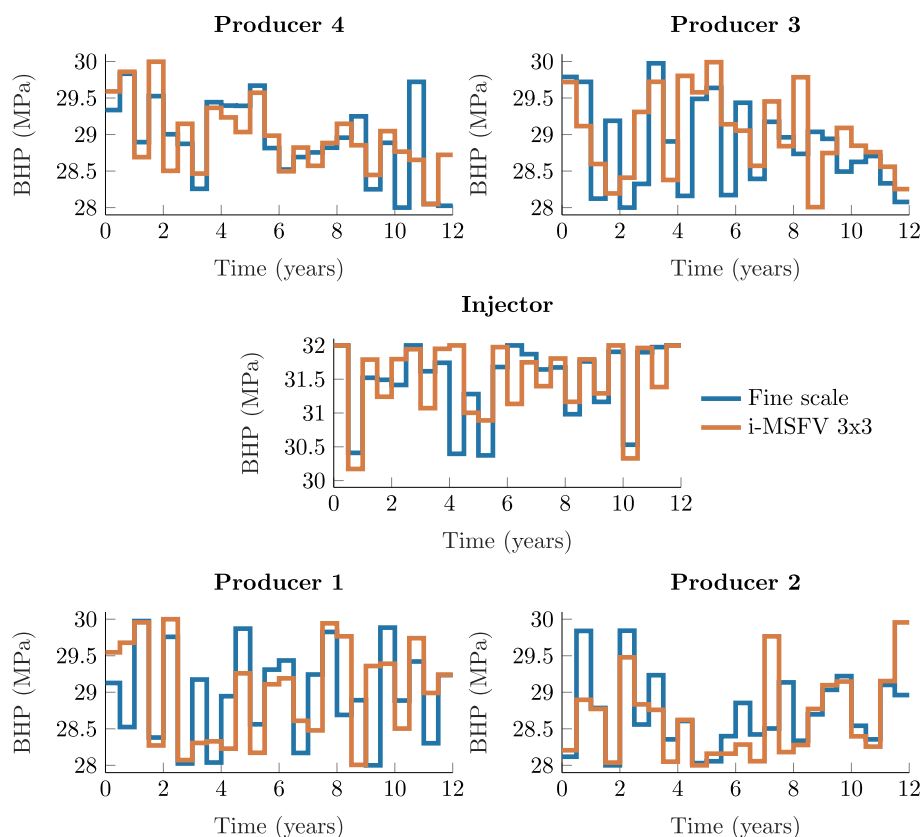 Producer 4
Producer 3
BHP (MPa)
30
29.5
29
28.5
28
0 2 4 6 8 10 12
Time (years)
BHP (MPa)
30
29.5
29
28.5
28
0 2 4 6 8 10 12
Time (years)
Injector
BHP (MPa)
32
31.5
31
30.5
30
0 2 4 6 8 10 12
Time (years)
Fine scale
i-MSFV 3x3
Producer 1
Producer 2
BHP (MPa)
30
29.5
29
28.5
28
0 2 4 6 8 10 12
Time (years)
BHP (MPa)
30
29.5
29
28.5
28
0 2 4 6 8 10 12
Time (years)